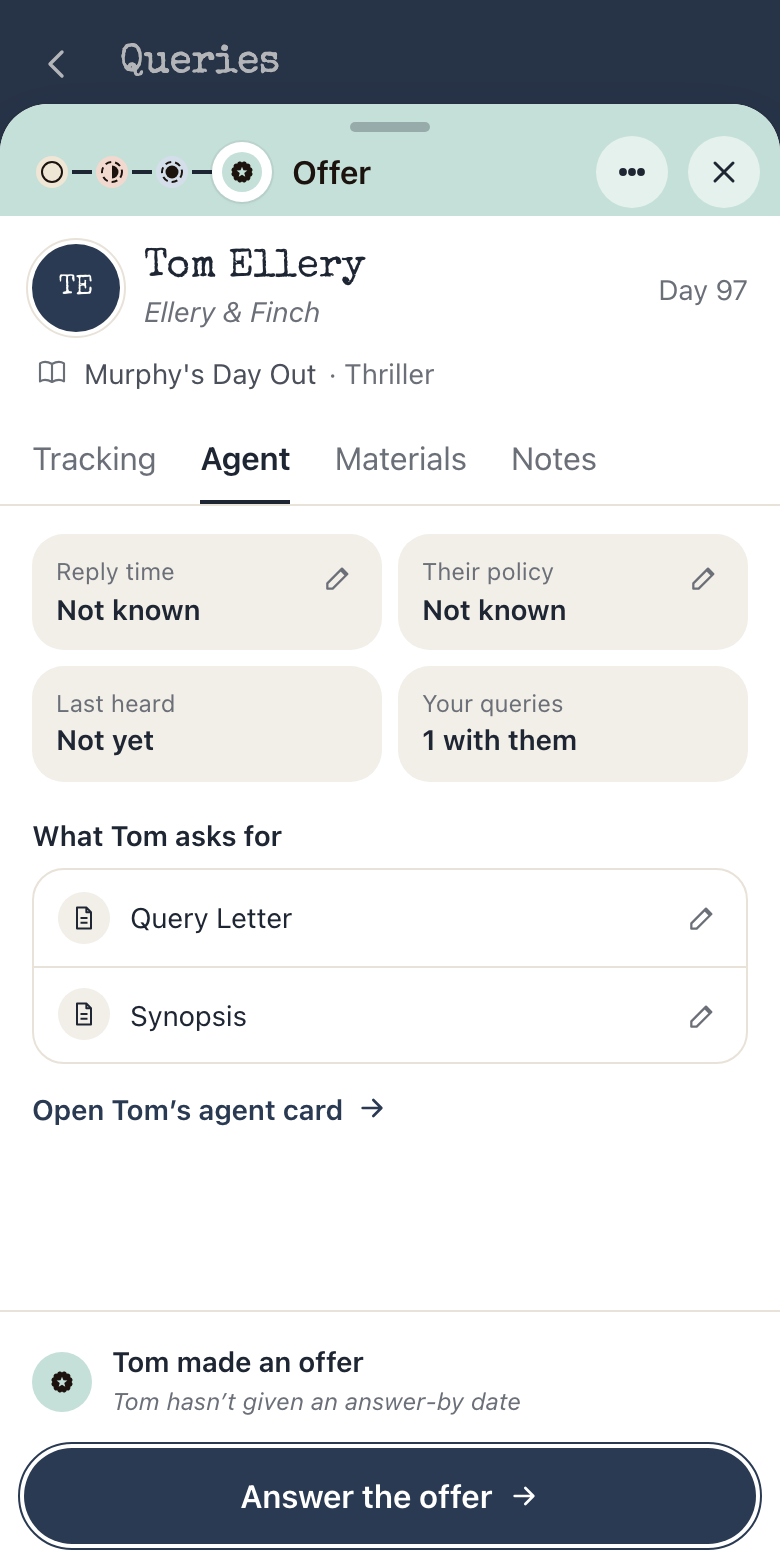 Queries
Offer
TE
Tom Ellery
Ellery & Finch
Day 97
Murphy's Day Out · Thriller
Tracking Agent Materials Notes
Reply time
Not known
Their policy
Not known
Last heard
Not yet
Your queries
1 with them
What Tom asks for
Query Letter
Synopsis
Open Tom’s agent card →
Tom made an offer
Tom hasn’t given an answer-by date
Answer the offer →